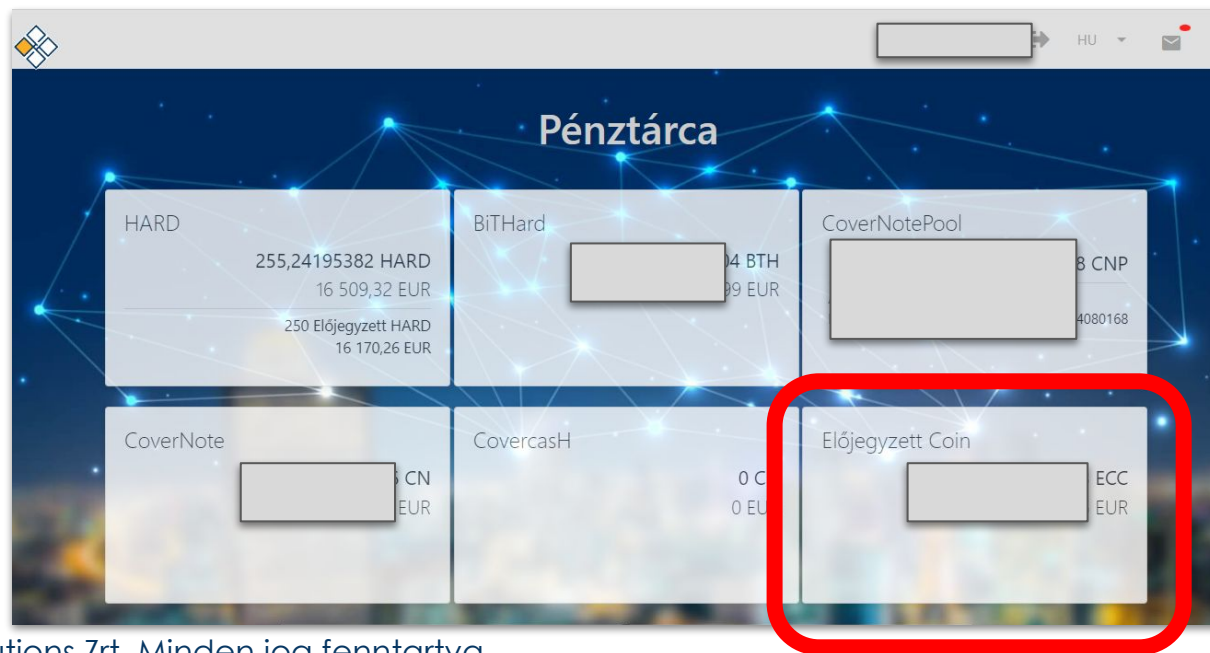 HU
Pénztárca
HARD
255,24195382 HARD
16 509,32 EUR
250 Előjegyzett HARD
16 170,26 EUR
BiTHard
04 BTH
99 EUR
CoverNotePool
8 CNP
4080168
CoverNote
CN
EUR
CovercasH
0
0
Előjegyzett Coin
ECC
EUR
Zrt. Minden jog fenntartva